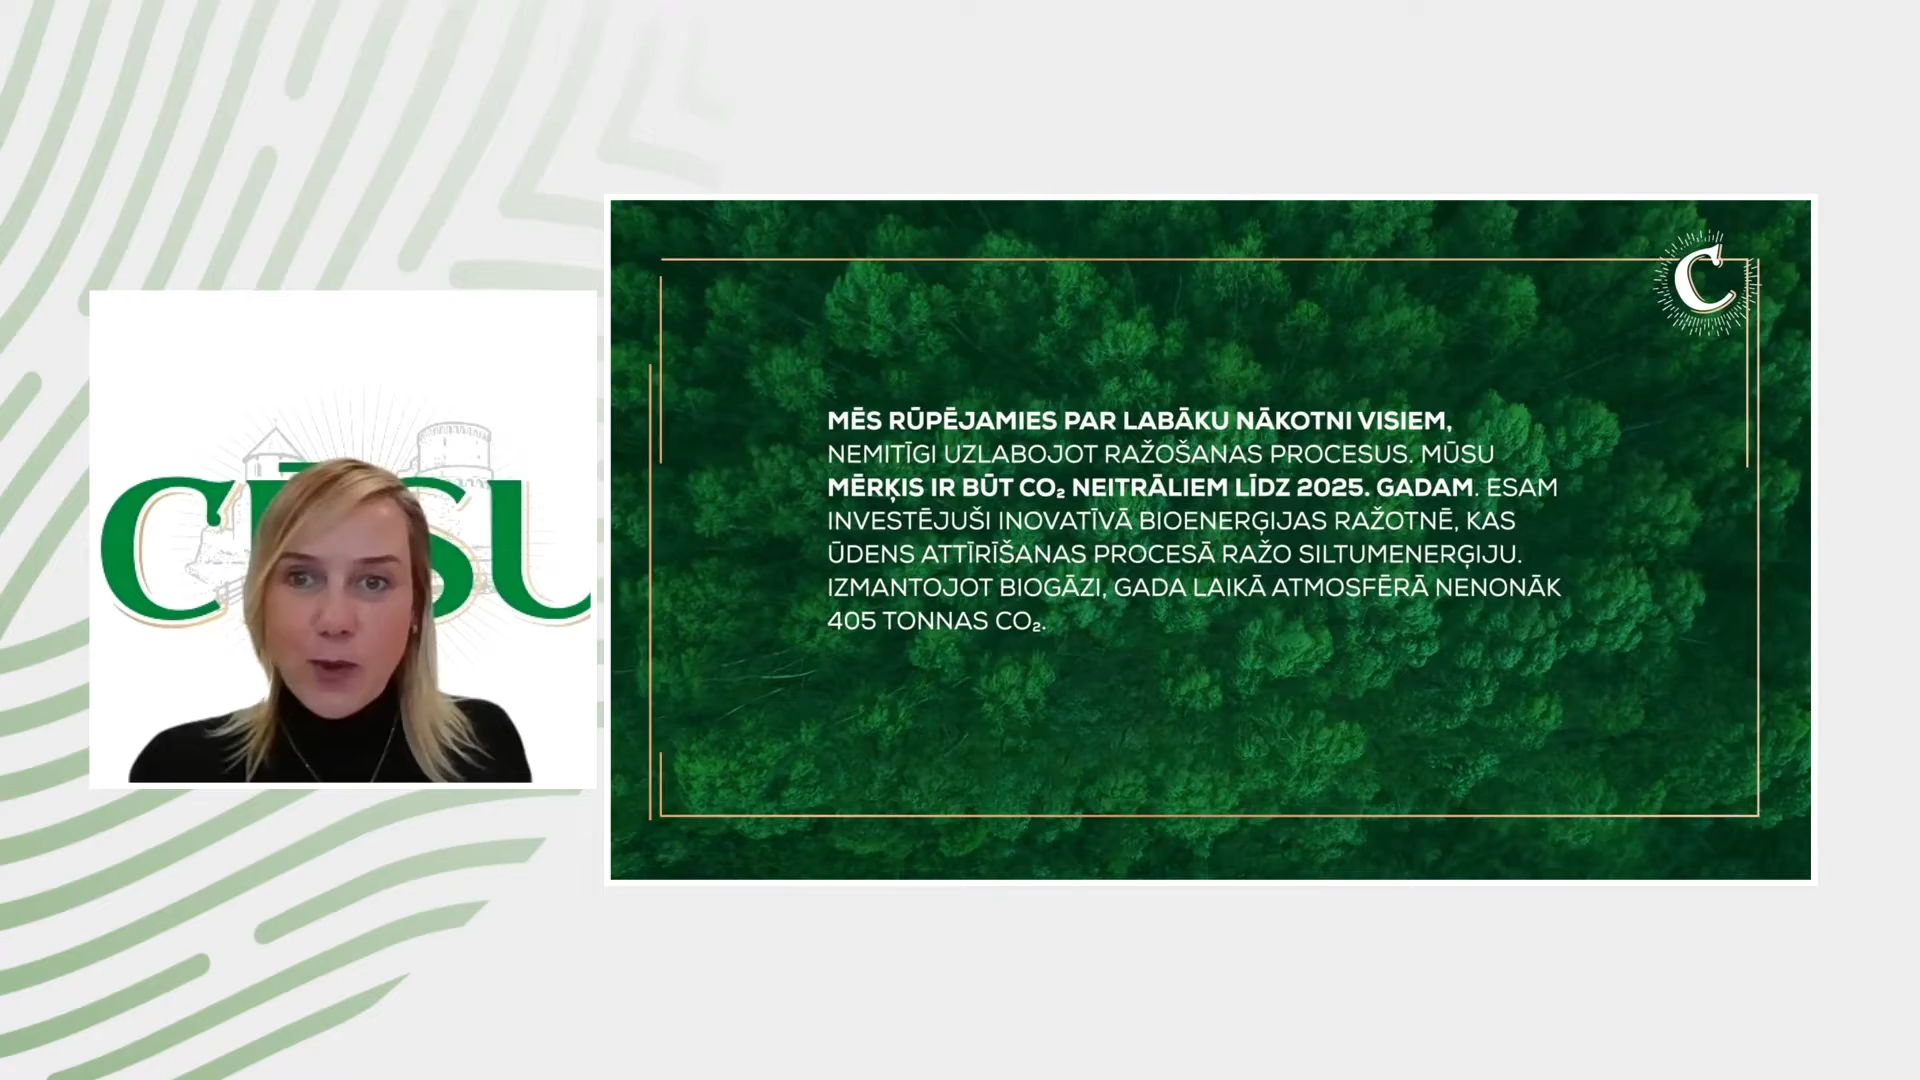 MĒS RŪPĒJAMIES PAR LABĀKU NĀKOTNI VISIEM,
NEMITĪGI UZLABOJOT RAŽOŠANAS PROCESUS. MŪSU
MĒRĶIS IR BŪT CO₂ NEITRĀLIEM LĪDZ 2025. GADAM. ESAM
INVESTĒJUŠI INOVATĪVĀ BIOENERĢIJAS RAŽOTNĒ, KAS
ŪDENS ATTĪRĪŠANAS PROCESĀ RAŽO SILTUMENERĢIJU.
IZMANTOJOT BIOGĀZI, GADA LAIKĀ ATMOSFĒRĀ NENONĀK
405 TONNAS CO₂.
C